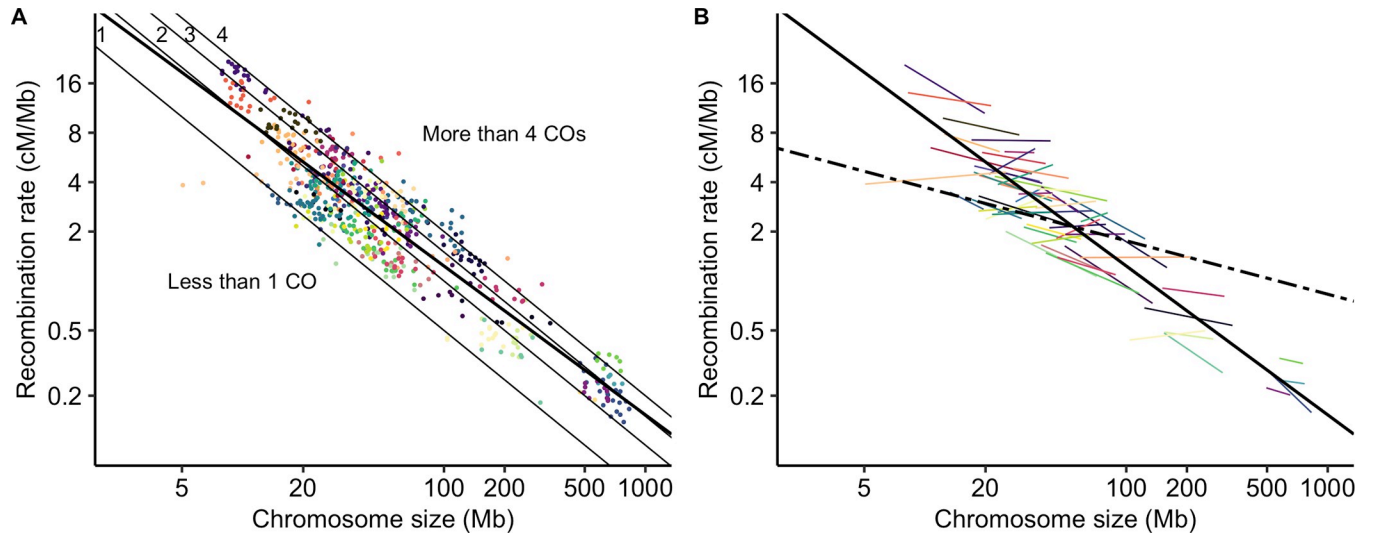 A
1 2 3 4
16
8
4
2
0.5
0.2
Recombination rate (cM/Mb)
More than 4 COs
Less than 1 CO
5 20 100 200 500 1000
Chromosome size (Mb)
B
16
8
4
2
0.5
0.2
Recombination rate (cM/Mb)
5 20 100 200 500 1000
Chromosome size (Mb)